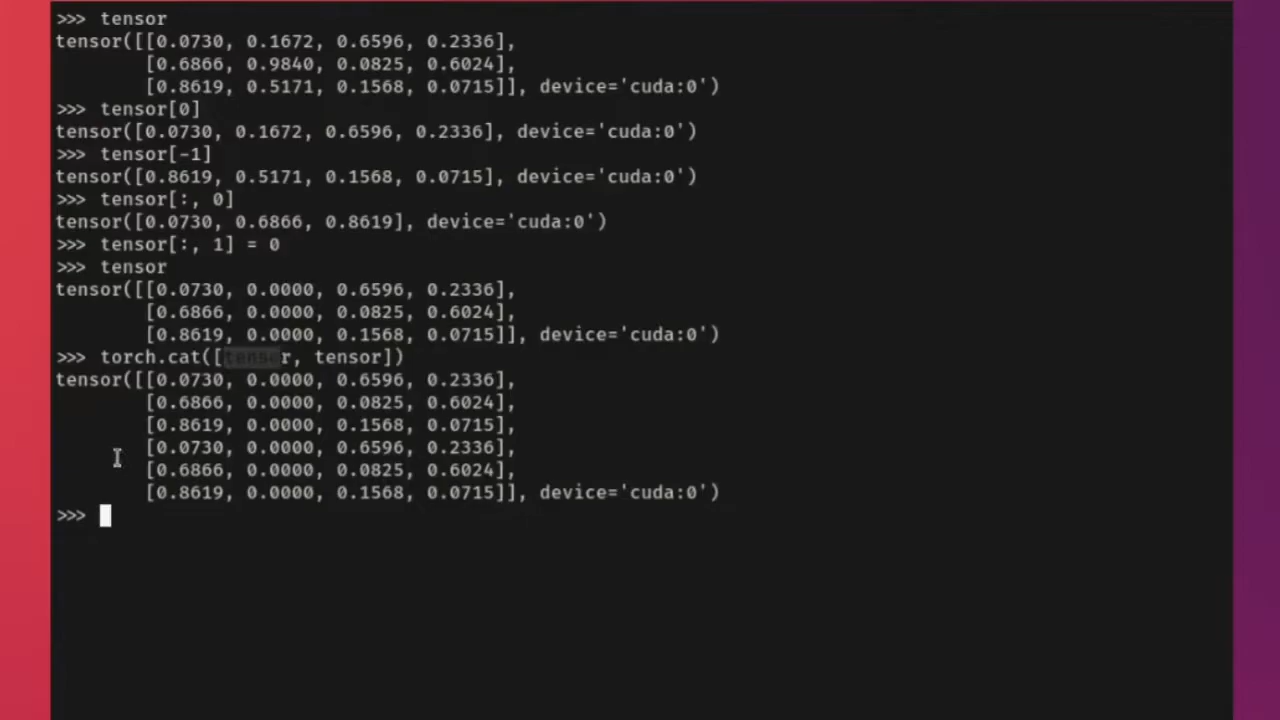 >>> tensor
tensor([[0.0730, 0.1672, 0.6596, 0.2336],
        [0.6866, 0.9840, 0.0825, 0.6024],
        [0.8619, 0.5171, 0.1568, 0.0715]], device='cuda:0')
>>> tensor[0]
tensor([0.0730, 0.1672, 0.6596, 0.2336], device='cuda:0')
>>> tensor[-1]
tensor([0.8619, 0.5171, 0.1568, 0.0715], device='cuda:0')
>>> tensor[:, 0]
tensor([0.0730, 0.6866, 0.8619], device='cuda:0')
>>> tensor[:, 1] = 0
>>> tensor
tensor([[0.0730, 0.0000, 0.6596, 0.2336],
        [0.6866, 0.0000, 0.0825, 0.6024],
        [0.8619, 0.0000, 0.1568, 0.0715]], device='cuda:0')
>>> torch.cat([tensor, tensor])
tensor([[0.0730, 0.0000, 0.6596, 0.2336],
        [0.6866, 0.0000, 0.0825, 0.6024],
        [0.8619, 0.0000, 0.1568, 0.0715],
        [0.0730, 0.0000, 0.6596, 0.2336],
        [0.6866, 0.0000, 0.0825, 0.6024],
        [0.8619, 0.0000, 0.1568, 0.0715]], device='cuda:0')
>>>